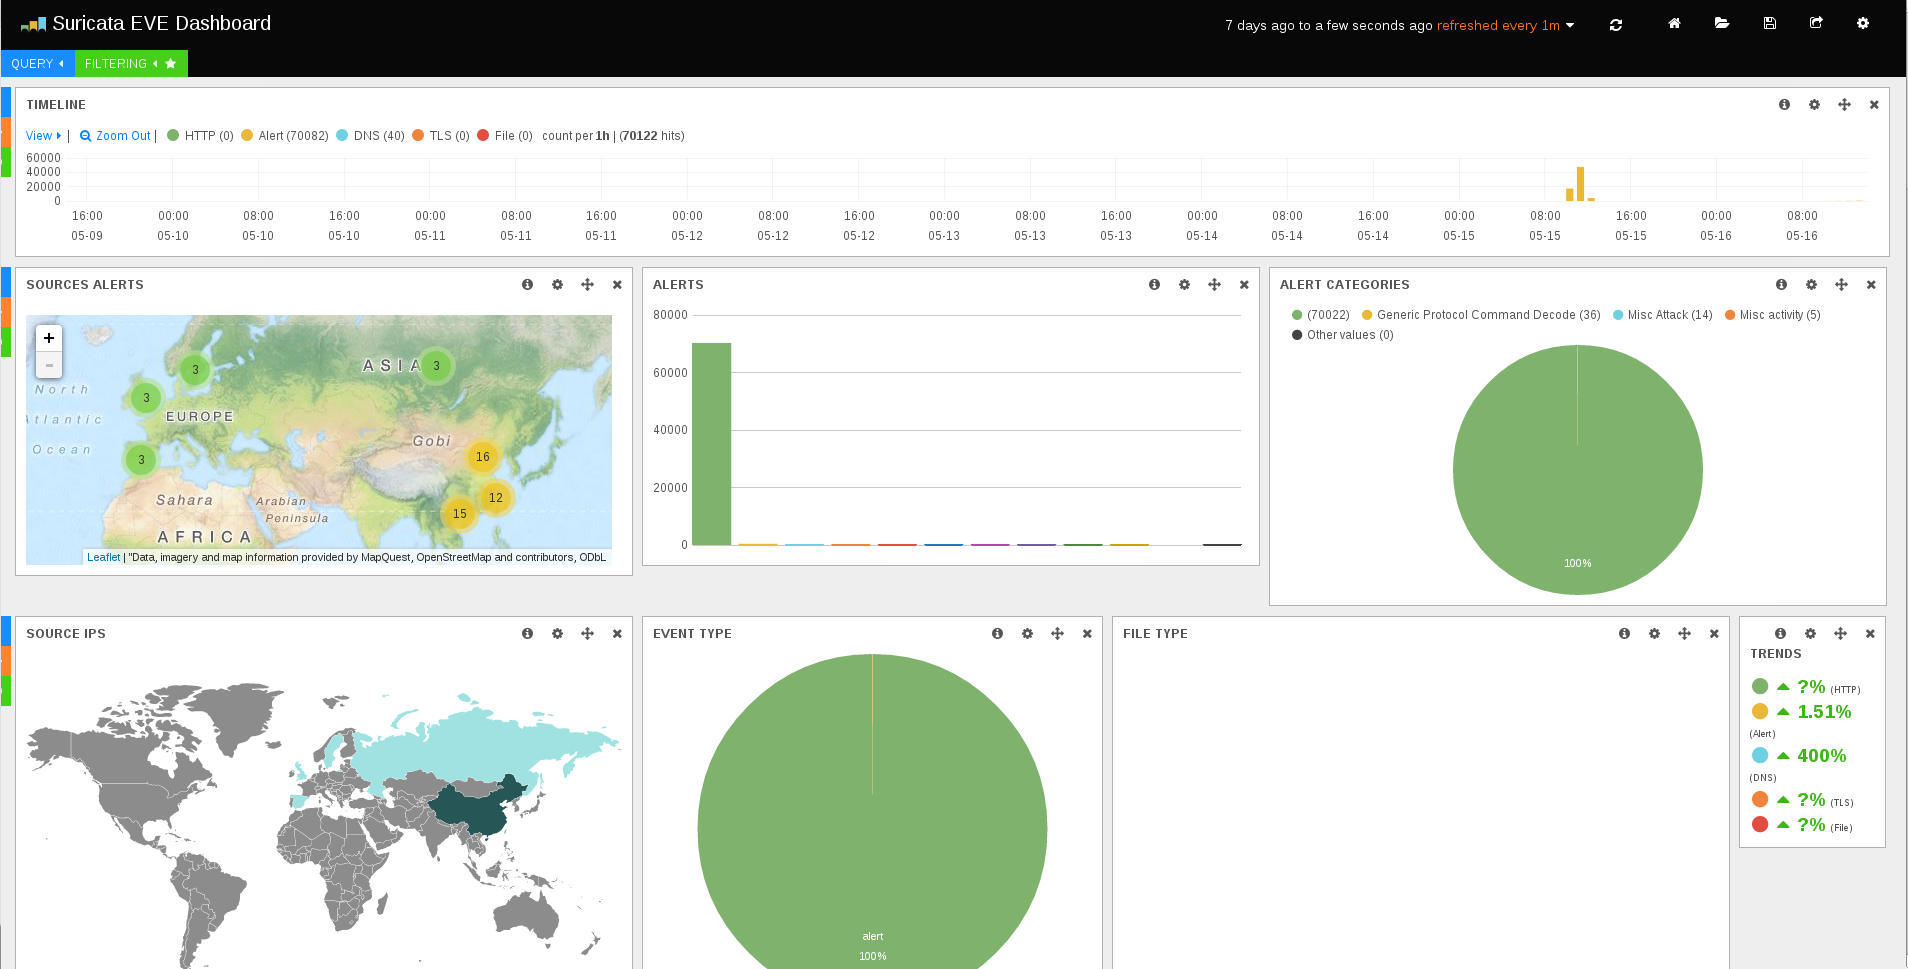 Suricata EVE Dashboard
7 days ago to a few seconds ago refreshed every 1m
QUERY FILTERING
TIMELINE
View | Zoom Out | HTTP (0) Alert (70082) DNS (40) TLS (0) File (0) count per 1h | (70122 hits)
60000
40000
20000
0
16:00 00:00 08:00 16:00 00:00 08:00 16:00 00:00 08:00 16:00 00:00 08:00 16:00 00:00 08:00 16:00 00:00 08:00 16:00 00:00 08:00
05-09 05-10 05-10 05-10 05-11 05-11 05-11 05-12 05-12 05-12 05-13 05-13 05-13 05-14 05-14 05-14 05-15 05-15 05-15 05-16 05-16
SOURCES ALERTS
+
-
3
3
3
3
16
12
15
ASIA
North
Atlantic
Ocean
EUROPE
Gobi
Sahara
Arabian
Peninsula
AFRICA
Leaflet | "Data, imagery and map information provided by MapQuest, OpenStreetMap and contributors, ODbL
ALERTS
80000
60000
40000
20000
0
ALERT CATEGORIES
(70022) Generic Protocol Command Decode (36) Misc Attack (14) Misc activity (5)
Other values (0)
100%
SOURCE IPS
EVENT TYPE
alert
100%
FILE TYPE
TRENDS
?% (HTTP)
1.51%
(Alert)
400%
(DNS)
?% (TLS)
?% (File)